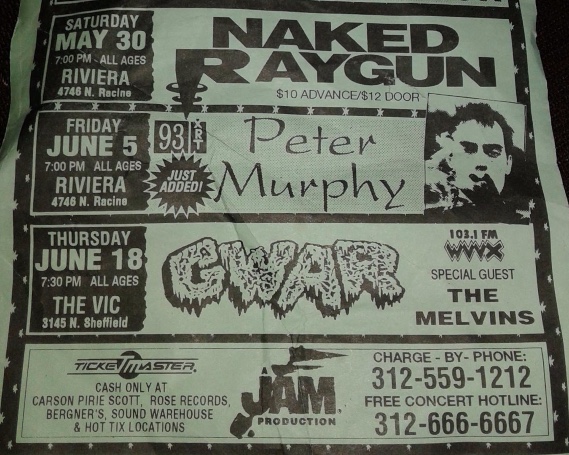 SATURDAY
MAY 30
7:00 PM ALL AGES
RIVIERA
4746 N. Racine
NAKED
RAYGUN
$10 ADVANCE/$12 DOOR
FRIDAY
JUNE 5
7:00 PM ALL AGES
RIVIERA
4746 N. Racine
93 XRT
JUST
ADDED!
Peter
Murphy
THURSDAY
JUNE 18
7:30 PM ALL AGES
THE VIC
3145 N. Sheffield
GWAR
103.1 FM
WVVX
SPECIAL GUEST
THE
MELVINS
TICKETMASTER
CASH ONLY AT
CARSON PIRIE SCOTT, ROSE RECORDS,
BERGNER'S, SOUND WAREHOUSE
& HOT TIX LOCATIONS
A
JAM
PRODUCTION
CHARGE - BY - PHONE:
312-559-1212
FREE CONCERT HOTLINE:
312-666-6667